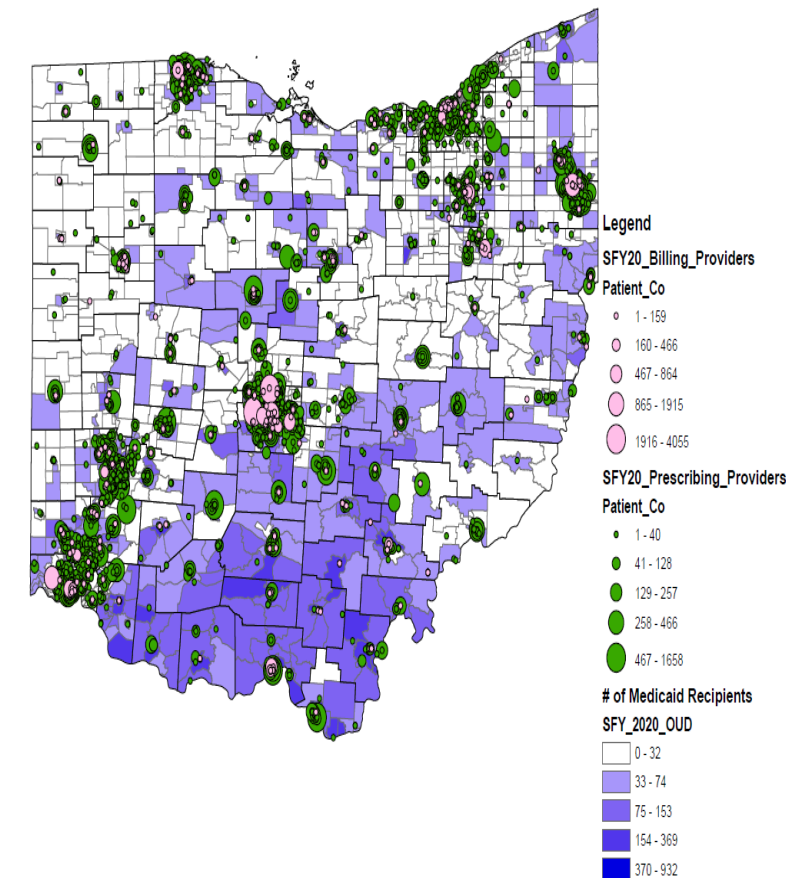 Legend
SFY20_Billing_Providers
Patient_Co
1 - 159
160 - 466
467 - 864
865 - 1915
1916 - 4055
SFY20_Prescribing_Providers
Patient_Co
1 - 40
41 - 128
129 - 257
258 - 466
467 - 1658
# of Medicaid Recipients
SFY_2020_OUD
0 - 32
33 - 74
75 - 153
154 - 369
370 - 932